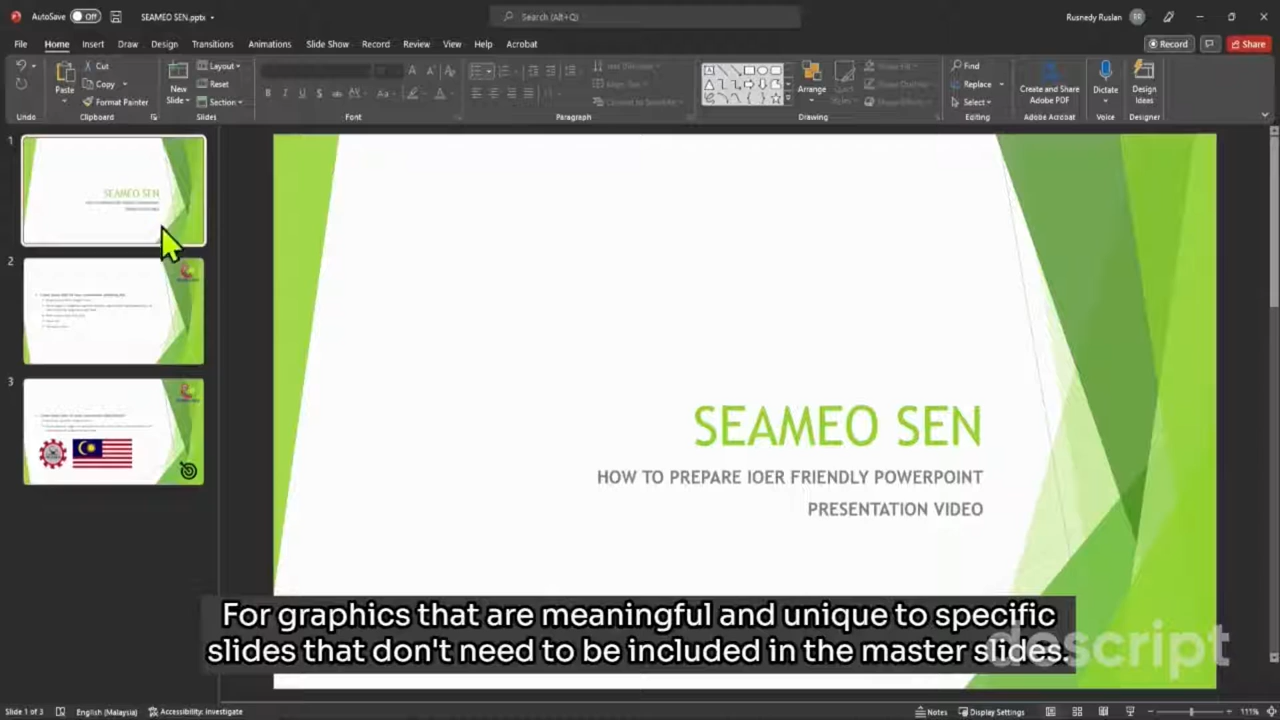 AutoSave Off SEAMEO SEN.pptx Search (Alt+Q) Rusnedy Ruslan RR
File Home Insert Draw Design Transitions Animations Slide Show Record Review View Help Acrobat Record Share
Cut Layout Find
Copy Reset Replace
Paste Format Painter New Slide Section Arrange Select Create and Share Adobe PDF Dictate Design Ideas
Undo Clipboard Slides Font Paragraph Drawing Editing Adobe Acrobat Voice Designer
1
SEAMEO SEN
2
3
SEAMEO SEN
HOW TO PREPARE IOER FRIENDLY POWERPOINT
PRESENTATION VIDEO
For graphics that are meaningful and unique to specific
slides that don't need to be included in the master slides.
descript
Slide 1 of 3 English (Malaysia) Accessibility: Investigate Notes Display Settings 111%